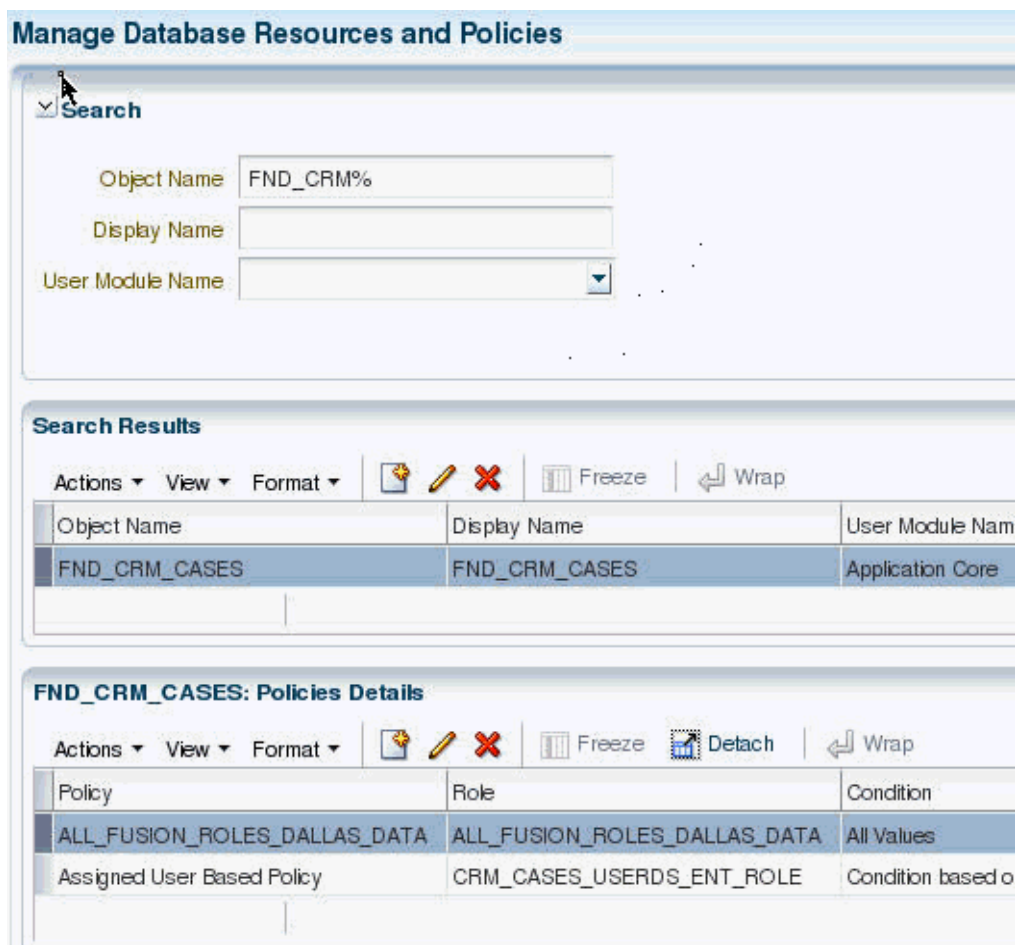 Manage Database Resources and Policies
Search
Object Name FND_CRM%
Display Name
User Module Name
Search Results
Actions View Format Freeze Wrap
Object Name Display Name User Module Nam
FND_CRM_CASES FND_CRM_CASES Application Core
FND_CRM_CASES: Policies Details
Actions View Format Freeze Detach Wrap
Policy Role Condition
ALL_FUSION_ROLES_DALLAS_DATA ALL_FUSION_ROLES_DALLAS_DATA All Values
Assigned User Based Policy CRM_CASES_USERDS_ENT_ROLE Condition based o